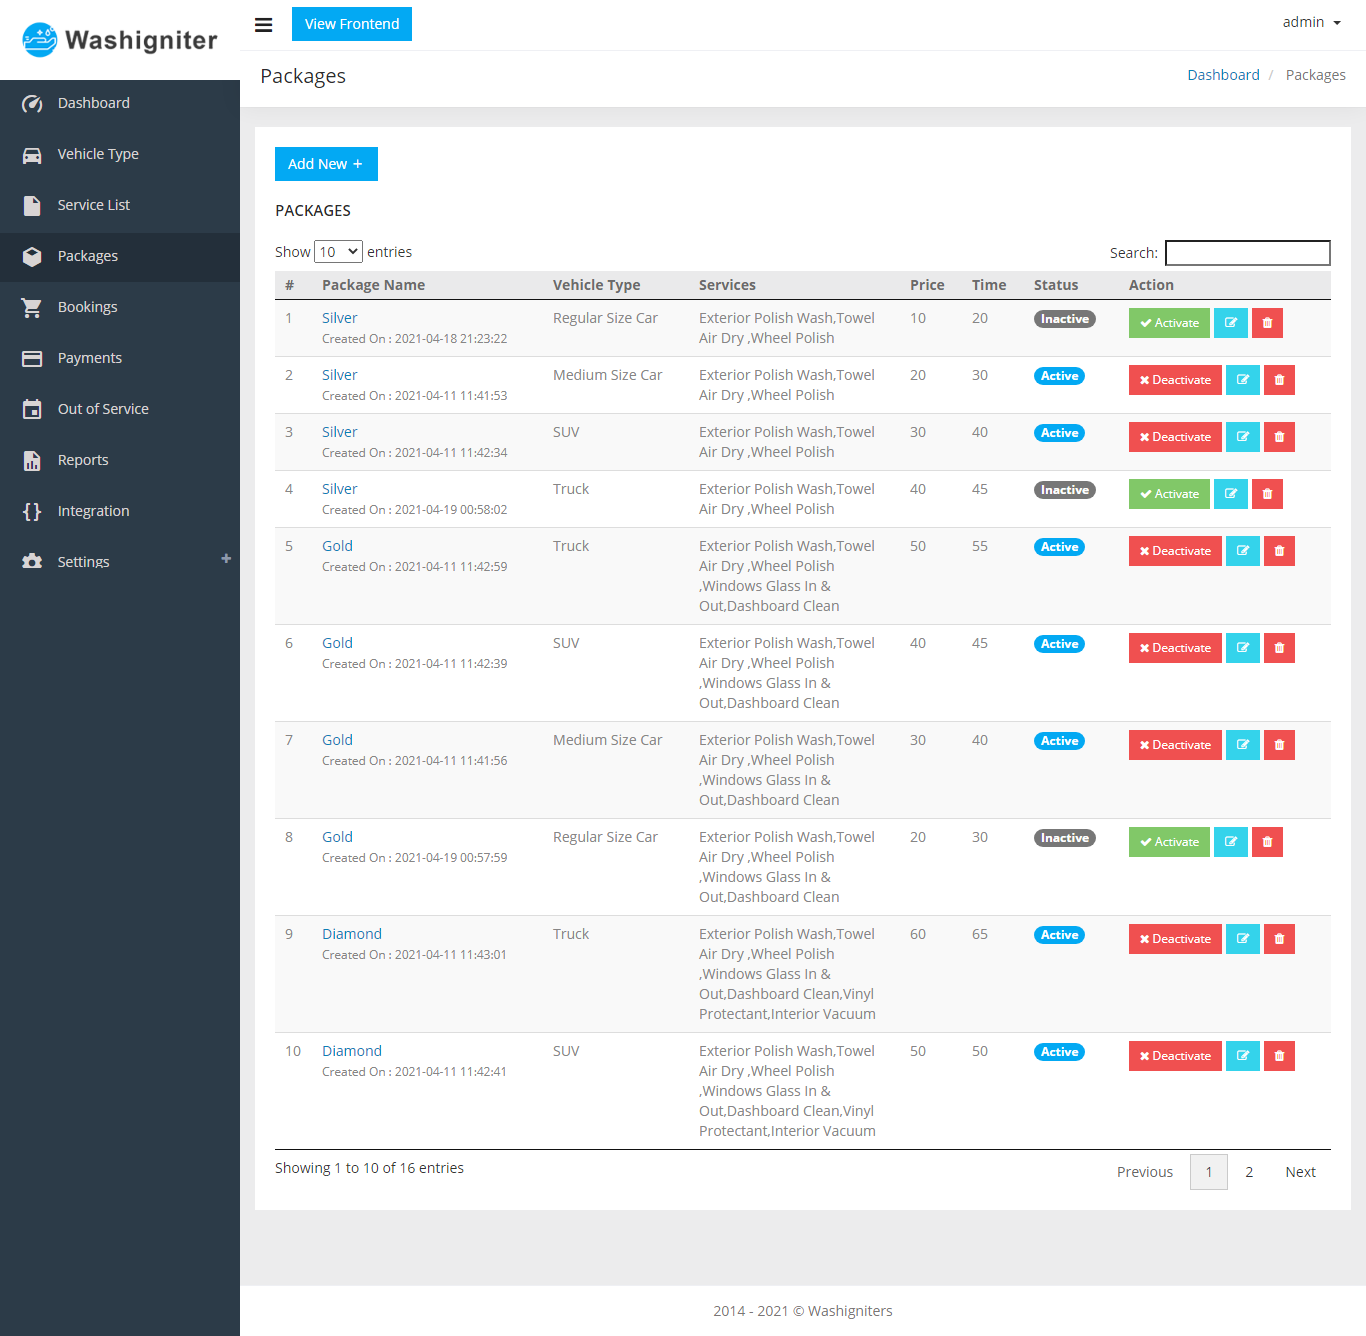 Washigniter
View Frontend
admin
Packages
Dashboard / Packages
Dashboard
Vehicle Type
Service List
Packages
Bookings
Payments
Out of Service
Reports
Integration
Settings +
Add New +
PACKAGES
Show 10 entries
Search:
# Package Name Vehicle Type Services Price Time Status Action
1 Silver Regular Size Car Exterior Polish Wash,Towel 10 20 Inactive Activate
Created On : 2021-04-18 21:23:22 Air Dry ,Wheel Polish
2 Silver Medium Size Car Exterior Polish Wash,Towel 20 30 Active Deactivate
Created On : 2021-04-11 11:41:53 Air Dry ,Wheel Polish
3 Silver SUV Exterior Polish Wash,Towel 30 40 Active Deactivate
Created On : 2021-04-11 11:42:34 Air Dry ,Wheel Polish
4 Silver Truck Exterior Polish Wash,Towel 40 45 Inactive Activate
Created On : 2021-04-19 00:58:02 Air Dry ,Wheel Polish
5 Gold Truck Exterior Polish Wash,Towel 50 55 Active Deactivate
Created On : 2021-04-11 11:42:59 Air Dry ,Wheel Polish
,Windows Glass In &
Out,Dashboard Clean
6 Gold SUV Exterior Polish Wash,Towel 40 45 Active Deactivate
Created On : 2021-04-11 11:42:39 Air Dry ,Wheel Polish
,Windows Glass In &
Out,Dashboard Clean
7 Gold Medium Size Car Exterior Polish Wash,Towel 30 40 Active Deactivate
Created On : 2021-04-11 11:41:56 Air Dry ,Wheel Polish
,Windows Glass In &
Out,Dashboard Clean
8 Gold Regular Size Car Exterior Polish Wash,Towel 20 30 Inactive Activate
Created On : 2021-04-19 00:57:59 Air Dry ,Wheel Polish
,Windows Glass In &
Out,Dashboard Clean
9 Diamond Truck Exterior Polish Wash,Towel 60 65 Active Deactivate
Created On : 2021-04-11 11:43:01 Air Dry ,Wheel Polish
,Windows Glass In &
Out,Dashboard Clean,Vinyl
Protectant,Interior Vacuum
10 Diamond SUV Exterior Polish Wash,Towel 50 50 Active Deactivate
Created On : 2021-04-11 11:42:41 Air Dry ,Wheel Polish
,Windows Glass In &
Out,Dashboard Clean,Vinyl
Protectant,Interior Vacuum
Showing 1 to 10 of 16 entries
Previous 1 2 Next
2014 - 2021 © Washigniters